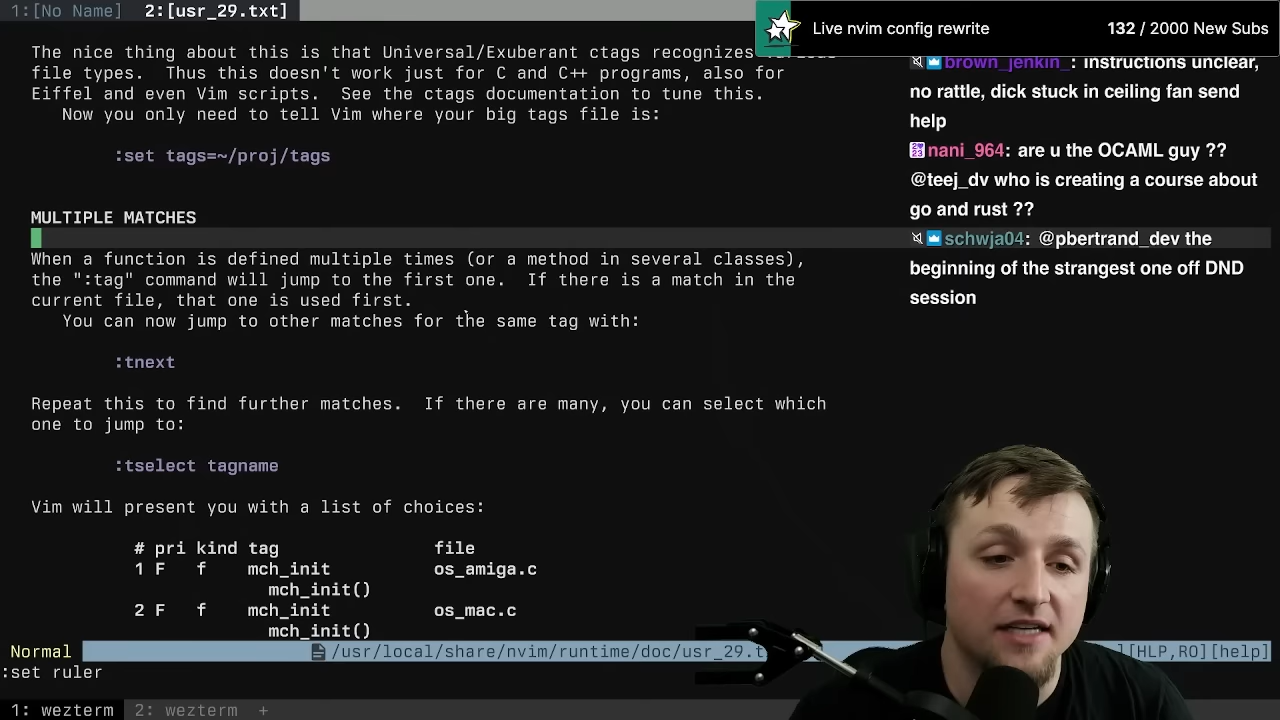 1:[No Name] 2:[usr_29.txt]
The nice thing about this is that Universal/Exuberant ctags recognizes
file types. Thus this doesn't work just for C and C++ programs, also for
Eiffel and even Vim scripts. See the ctags documentation to tune this.
Now you only need to tell Vim where your big tags file is:
:set tags=~/proj/tags
MULTIPLE MATCHES
When a function is defined multiple times (or a method in several classes),
the ":tag" command will jump to the first one. If there is a match in the
current file, that one is used first.
You can now jump to other matches for the same tag with:
:tnext
Repeat this to find further matches. If there are many, you can select which
one to jump to:
:tselect tagname
Vim will present you with a list of choices:
# pri kind tag file
1 F f mch_init os_amiga.c
mch_init()
2 F f mch_init os_mac.c
mch_init()
Normal /usr/local/share/nvim/runtime/doc/usr_29.t [HLP,RO][help]
:set ruler
1: wezterm 2: wezterm +
Live nvim config rewrite 132 / 2000 New Subs
brown_jenkin_: instructions unclear,
no rattle, dick stuck in ceiling fan send
help
nani_964: are u the OCAML guy ??
@teej_dv who is creating a course about
go and rust ??
schwja04: @pbertrand_dev the
beginning of the strangest one off DND
session